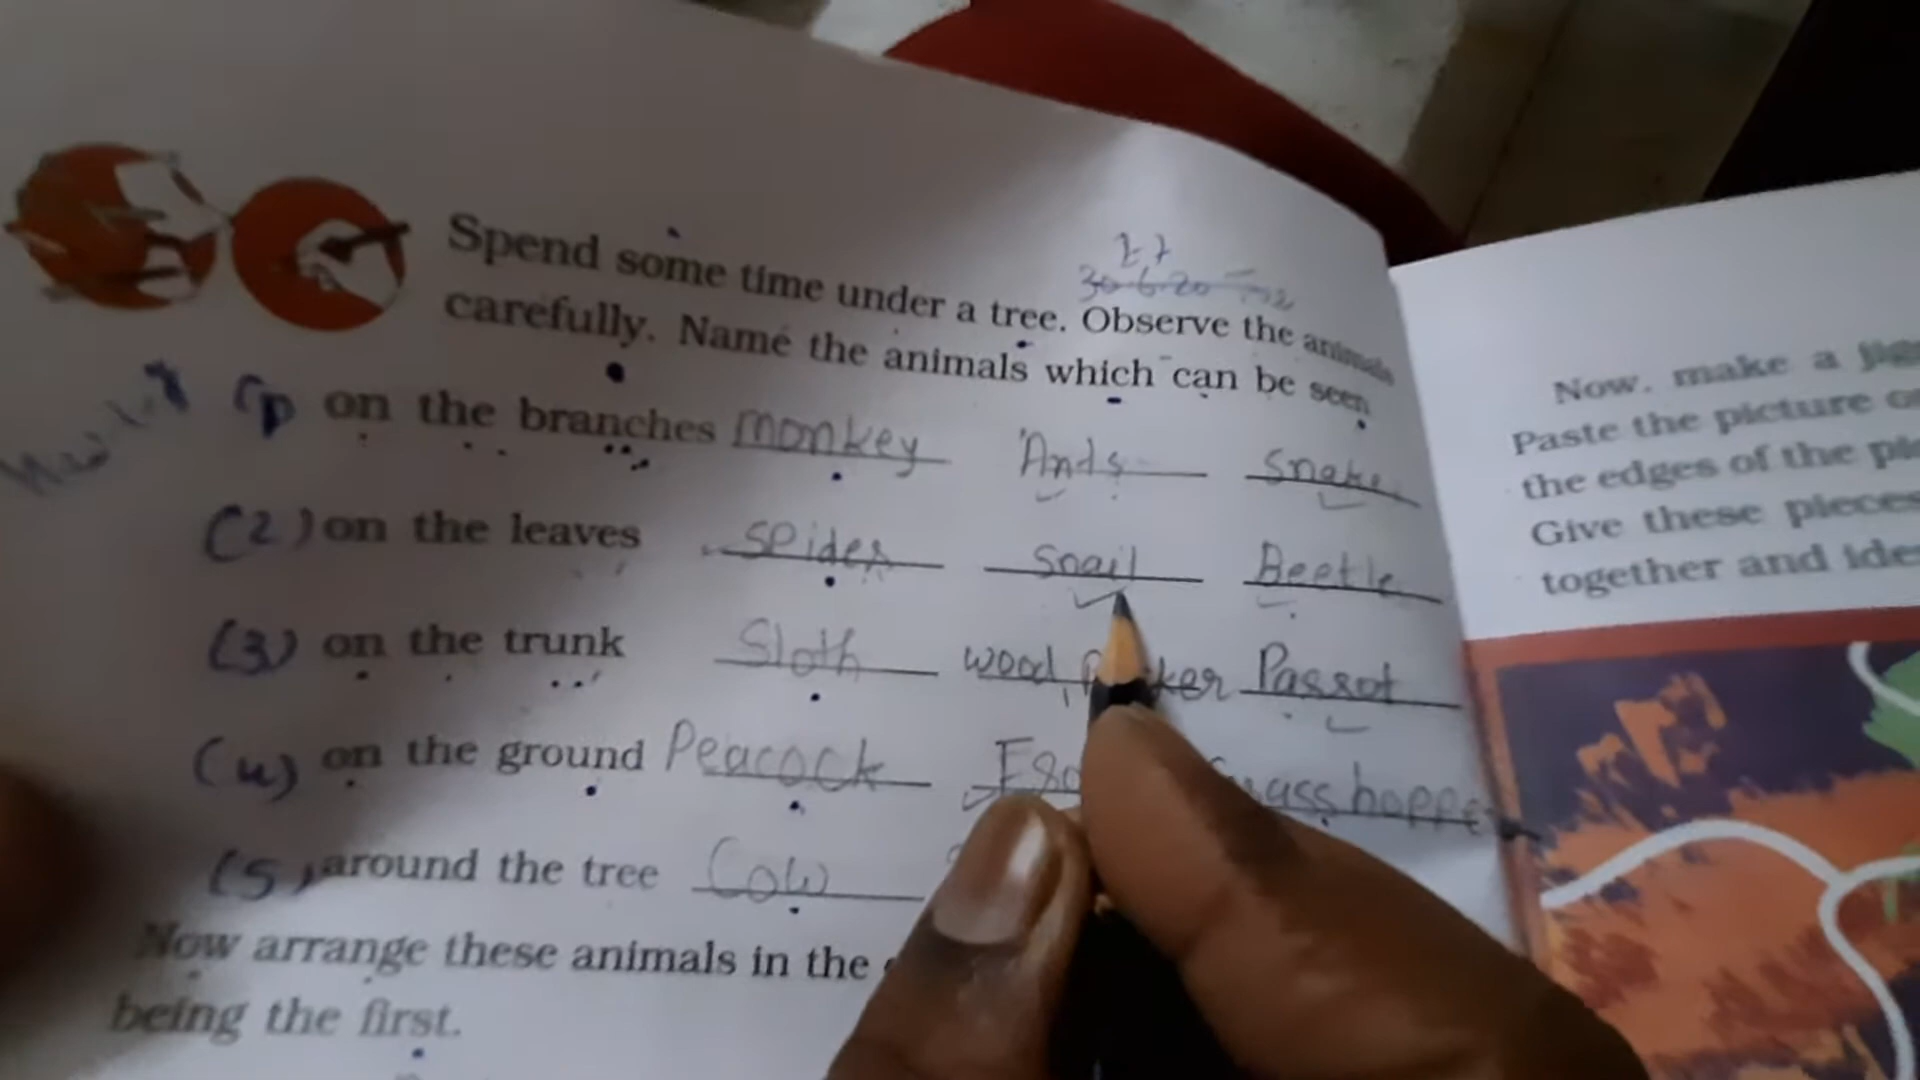 Spend some time under a tree. Observe the animals
carefully. Name the animals which can be seen
on the branches monkey Ands Snake
(2) on the leaves Spider Snail Beetle
(3) on the trunk Sloth wood Parrot
(4) on the ground Peacock
(5) around the tree Cow
Now arrange these animals in the
being the first.
Now, make a
Paste the picture
the edges of the
Give these pieces
together and